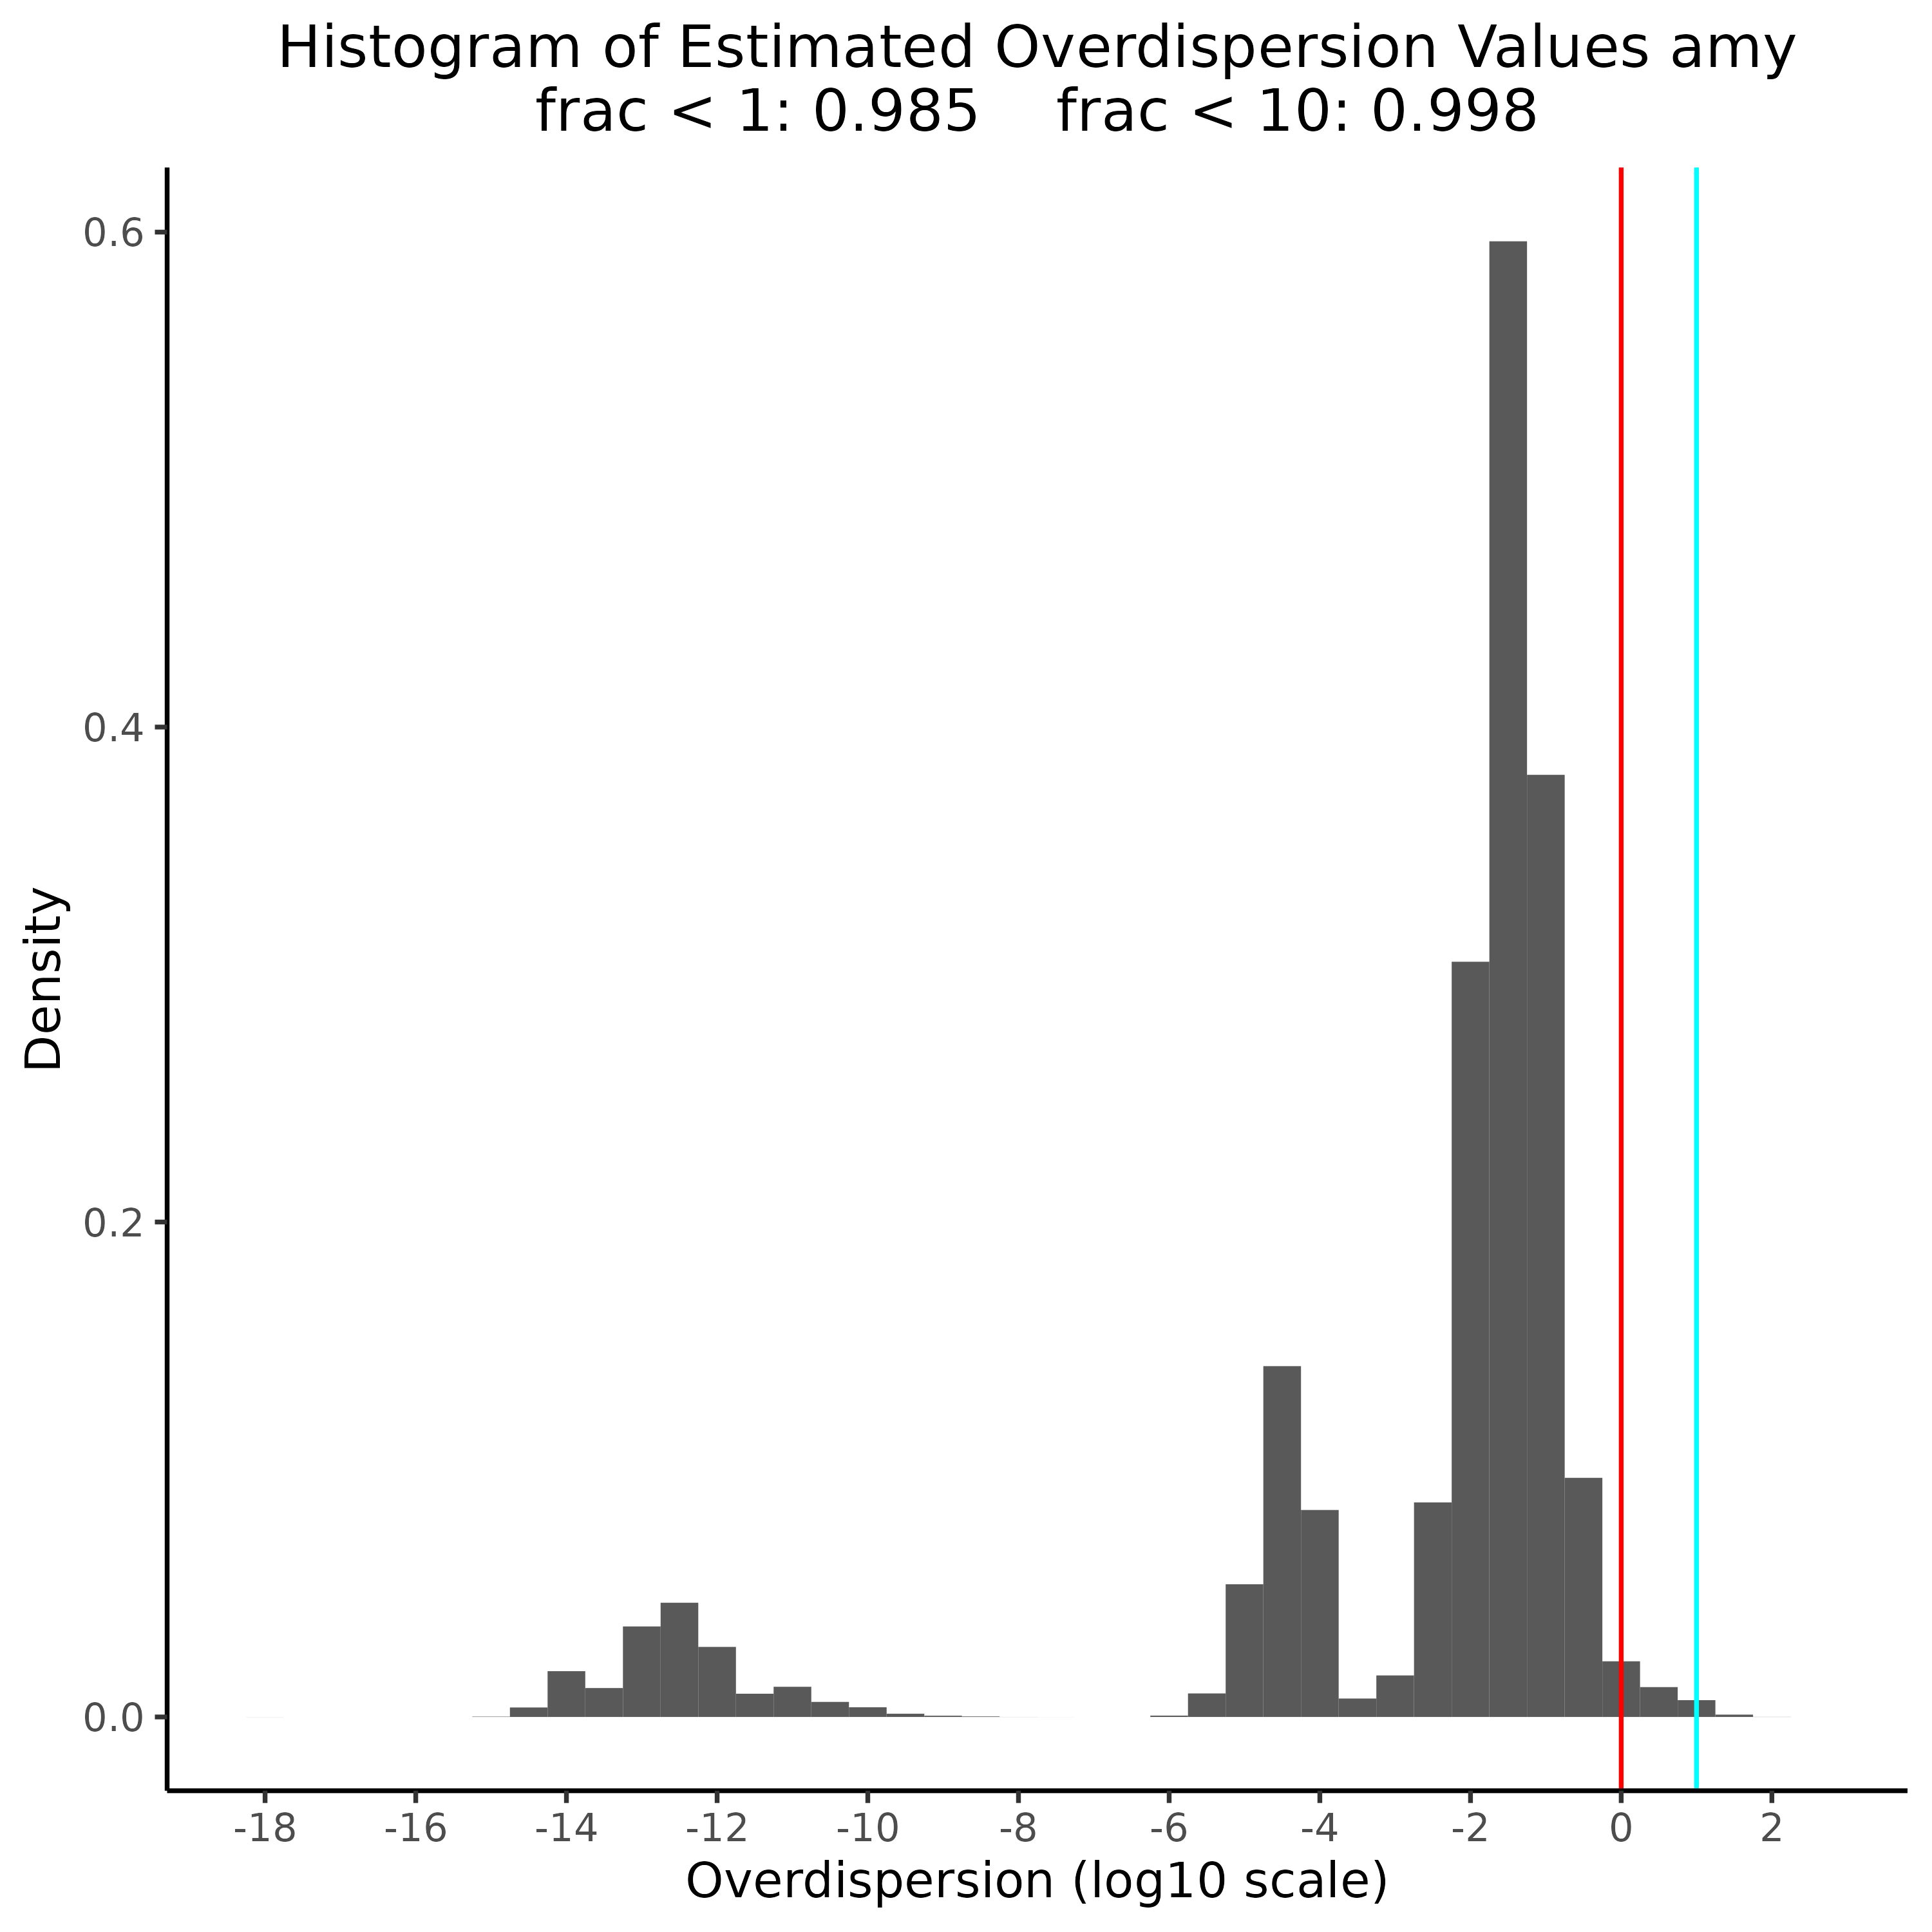 Histogram of Estimated Overdispersion Values amy
frac < 1: 0.985    frac < 10: 0.998
0.6
0.4
0.2
0.0
Density
-18 -16 -14 -12 -10 -8 -6 -4 -2 0 2
Overdispersion (log10 scale)